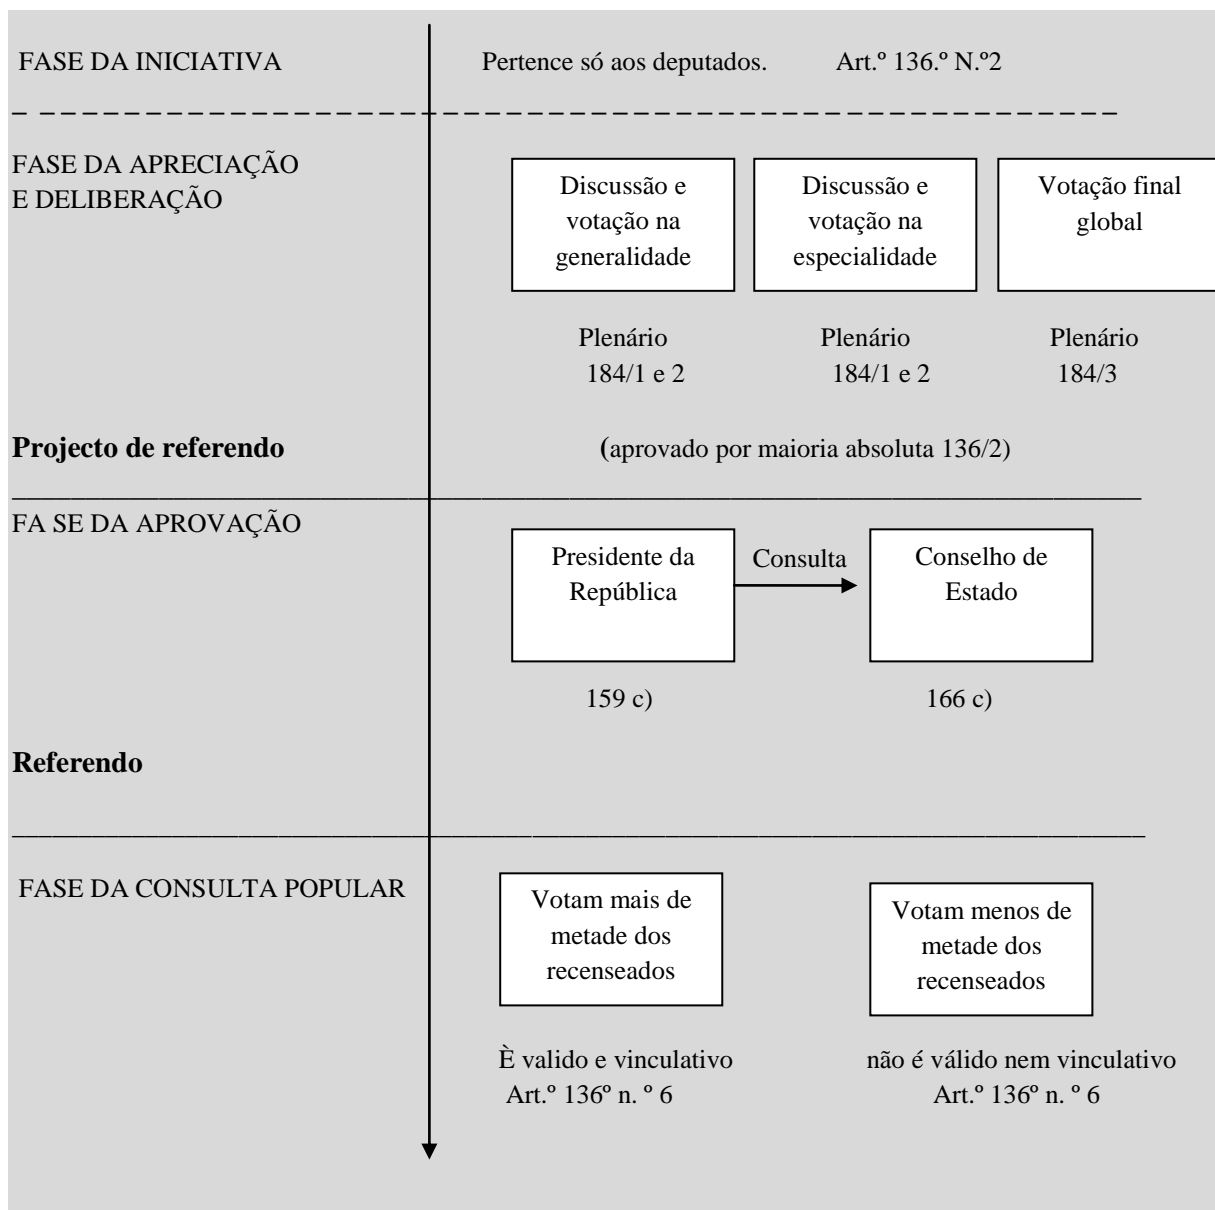 FASE DA INICIATIVA
Pertence só aos deputados. Art.º 136.º N.º2
FASE DA APRECIAÇÃO
E DELIBERAÇÃO
Discussão e
votação na
generalidade
Discussão e
votação na
especialidade
Votação final
global
Plenário
184/1 e 2
Plenário
184/1 e 2
Plenário
184/3
Projecto de referendo
(aprovado por maioria absoluta 136/2)
FA SE DA APROVAÇÃO
Presidente da
República
Consulta
Conselho de
Estado
159 c)
166 c)
Referendo
FASE DA CONSULTA POPULAR
Votam mais de
metade dos
recenseados
Votam menos de
metade dos
recenseados
È valido e vinculativo
Art.º 136º n. º 6
não é válido nem vinculativo
Art.º 136º n. º 6